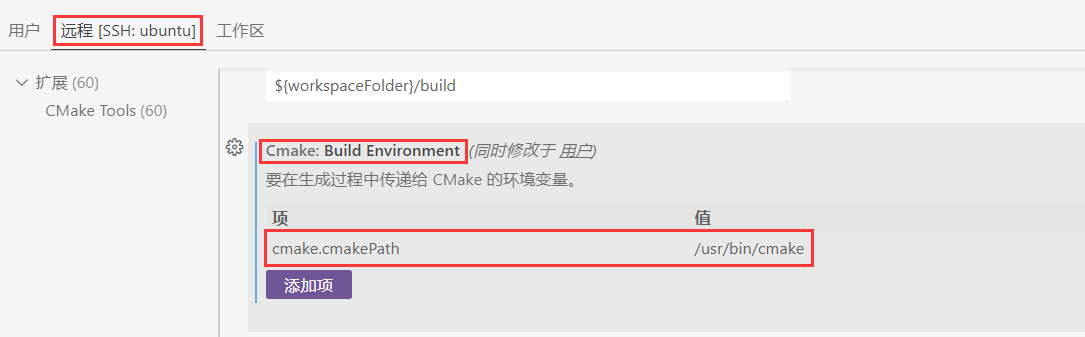 用户 远程 [SSH: ubuntu] 工作区
扩展 (60)
CMake Tools (60)
${workspaceFolder}/build
Cmake: Build Environment (同时修改于 用户)
要在生成过程中传递给 CMake 的环境变量。
项 值
cmake.cmakePath /usr/bin/cmake
添加项